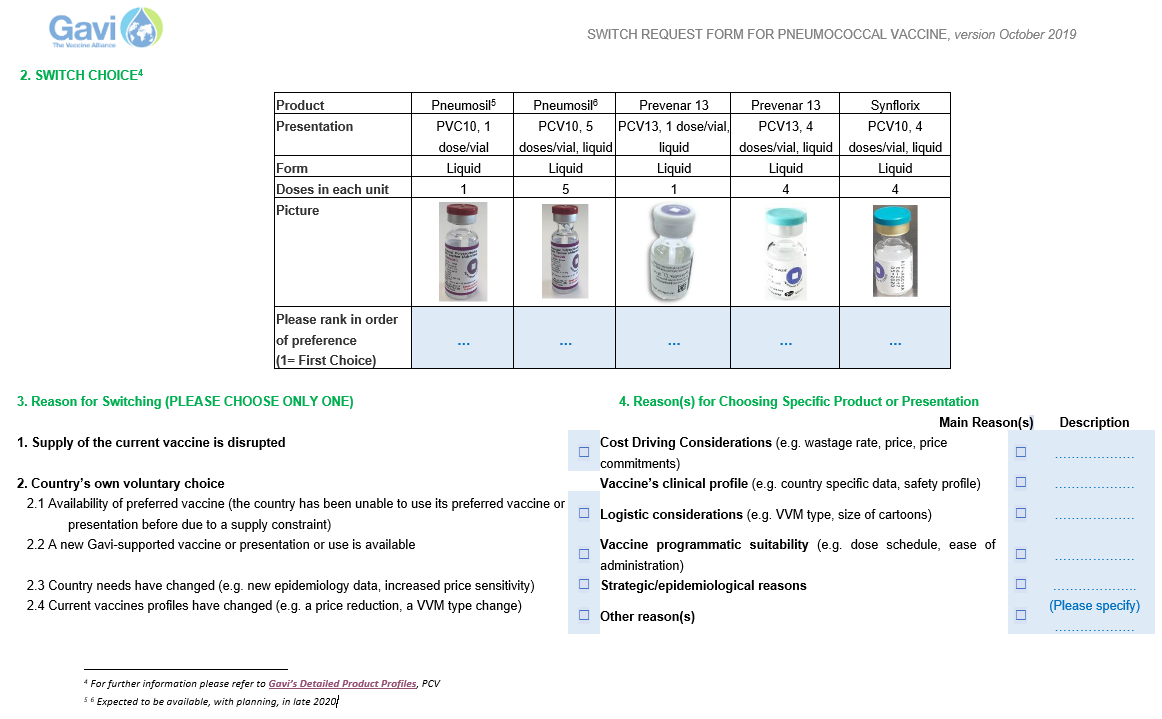 Gavi
The Vaccine Alliance
SWITCH REQUEST FORM FOR PNEUMOCOCCAL VACCINE, version October 2019
2. SWITCH CHOICE⁴
Product Pneumosil⁵ Pneumosil⁶ Prevenar 13 Prevenar 13 Synflorix
Presentation PVC10, 1 PCV10, 5 PCV13, 1 dose/vial, PCV13, 4 PCV10, 4
dose/vial doses/vial, liquid liquid doses/vial, liquid doses/vial, liquid
Form Liquid Liquid Liquid Liquid Liquid
Doses in each unit 1 5 1 4 4
Picture
Please rank in order
of preference
(1= First Choice)
... ... ... ... ...
3. Reason for Switching (PLEASE CHOOSE ONLY ONE)
1. Supply of the current vaccine is disrupted ☐
2. Country's own voluntary choice
2.1 Availability of preferred vaccine (the country has been unable to use its preferred vaccine or
presentation before due to a supply constraint) ☐
2.2 A new Gavi-supported vaccine or presentation or use is available ☐
2.3 Country needs have changed (e.g. new epidemiology data, increased price sensitivity) ☐
2.4 Current vaccines profiles have changed (e.g. a price reduction, a VVM type change) ☐
4. Reason(s) for Choosing Specific Product or Presentation
Main Reason(s) Description
Cost Driving Considerations (e.g. wastage rate, price, price
commitments) ☐ ...................
Vaccine's clinical profile (e.g. country specific data, safety profile) ☐ ...................
Logistic considerations (e.g. VVM type, size of cartoons) ☐ ...................
Vaccine programmatic suitability (e.g. dose schedule, ease of
administration) ☐ ...................
Strategic/epidemiological reasons ☐ ....................
Other reason(s) ☐ (Please specify)
...................
⁴ For further information please refer to Gavi's Detailed Product Profiles, PCV
⁵ ⁶ Expected to be available, with planning, in late 2020